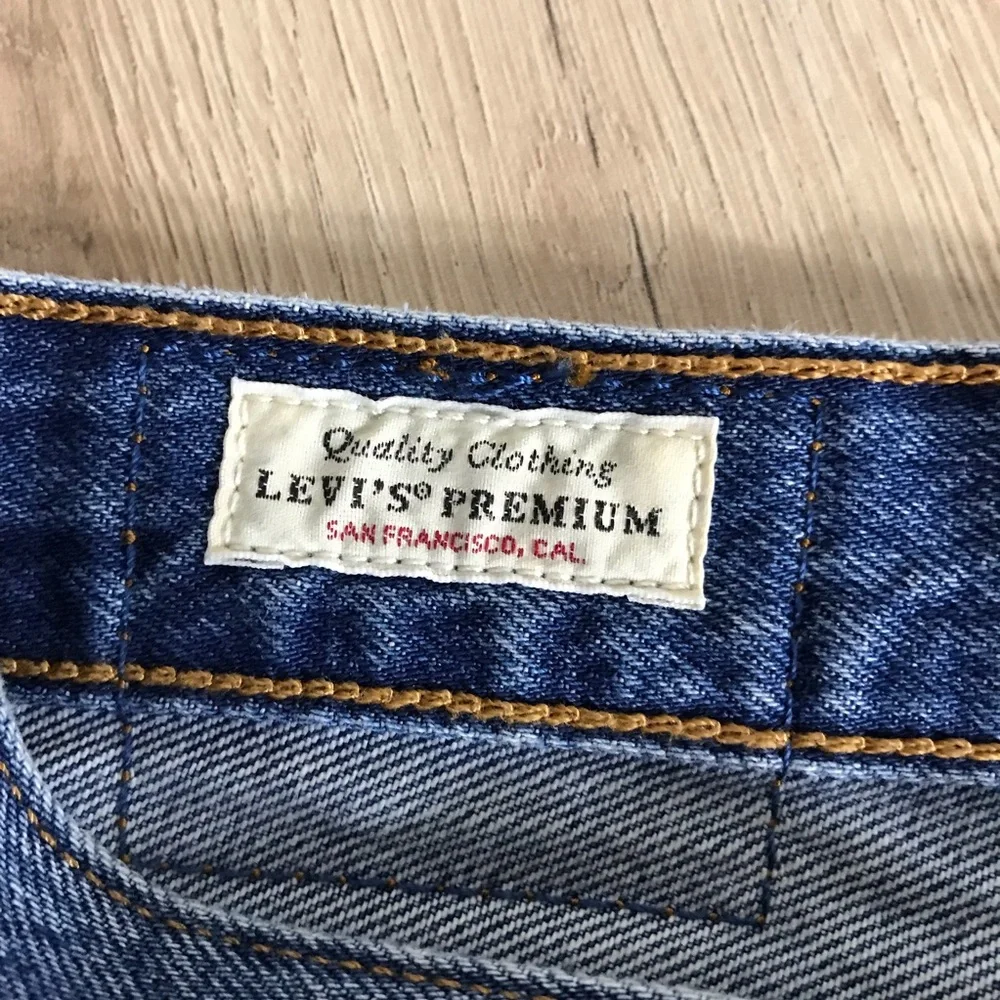 Quality Clothing
LEVI'S® PREMIUM
SAN FRANCISCO, CAL.